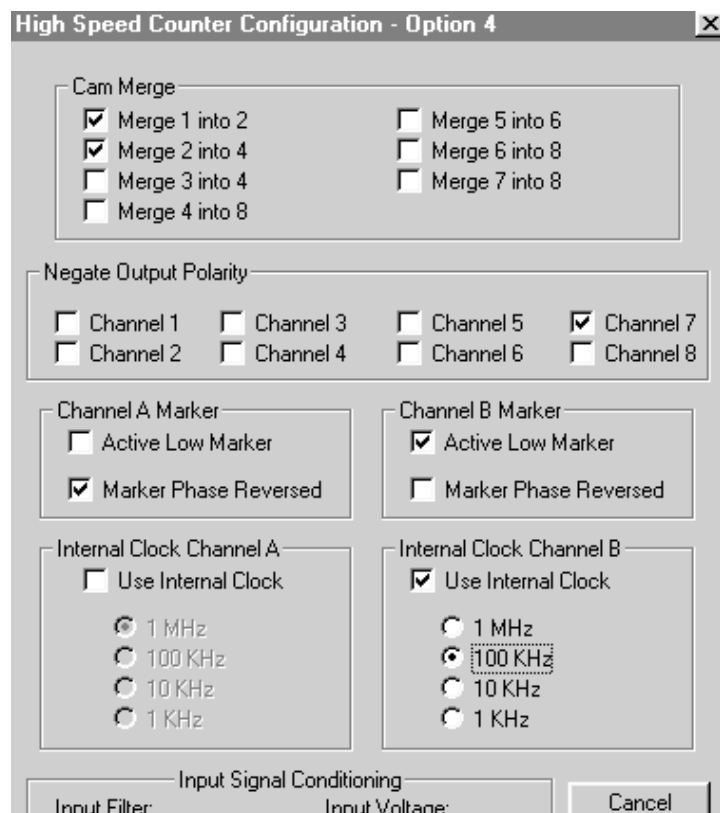 High Speed Counter Configuration - Option 4
Cam Merge
Merge 1 into 2
Merge 5 into 6
Merge 2 into 4
Merge 6 into 8
Merge 3 into 4
Merge 7 into 8
Merge 4 into 8
Negate Output Polarity
Channel 1 Channel 3 Channel 5 Channel 7
Channel 2 Channel 4 Channel 6 Channel 8
Channel A Marker
Active Low Marker
Marker Phase Reversed
Channel B Marker
Active Low Marker
Marker Phase Reversed
Internal Clock Channel A
Use Internal Clock
1 MHz
100 KHz
10 KHz
1 KHz
Internal Clock Channel B
Use Internal Clock
1 MHz
100 KHz
10 KHz
1 KHz
Input Signal Conditioning
Input Filter: Input Voltage:
Cancel